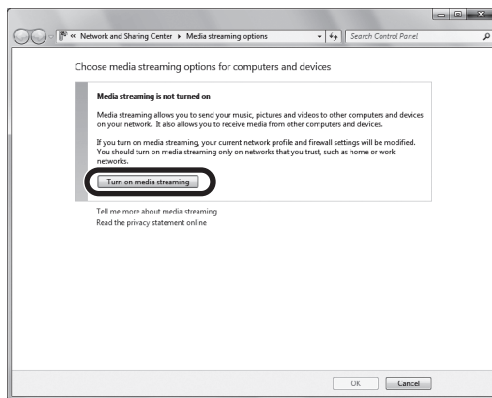 « Network and Sharing Center ▸ Media streaming options Search Control Panel
Choose media streaming options for computers and devices
Media streaming is not turned on
Media streaming allows you to send your music, pictures and videos to other computers and devices
on your network. It also allows you to receive media from other computers and devices.
If you turn on media streaming, your current network profile and firewall settings will be modified.
You should turn on media streaming only on networks that you trust, such as home or work
networks.
Turn on media streaming
Tell me more about media streaming
Read the privacy statement online
OK Cancel